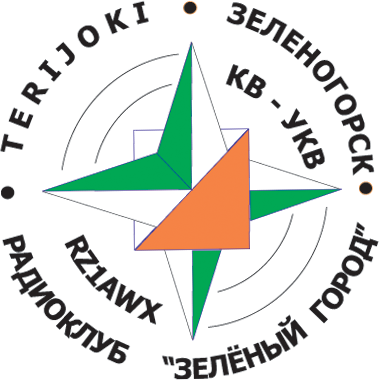 TERIJOKI
ЗЕЛЕНОГОРСК
КВ - УКВ
RZ1AWX
РАДИОКЛУБ
"ЗЕЛЁНЫЙ ГОРОД"